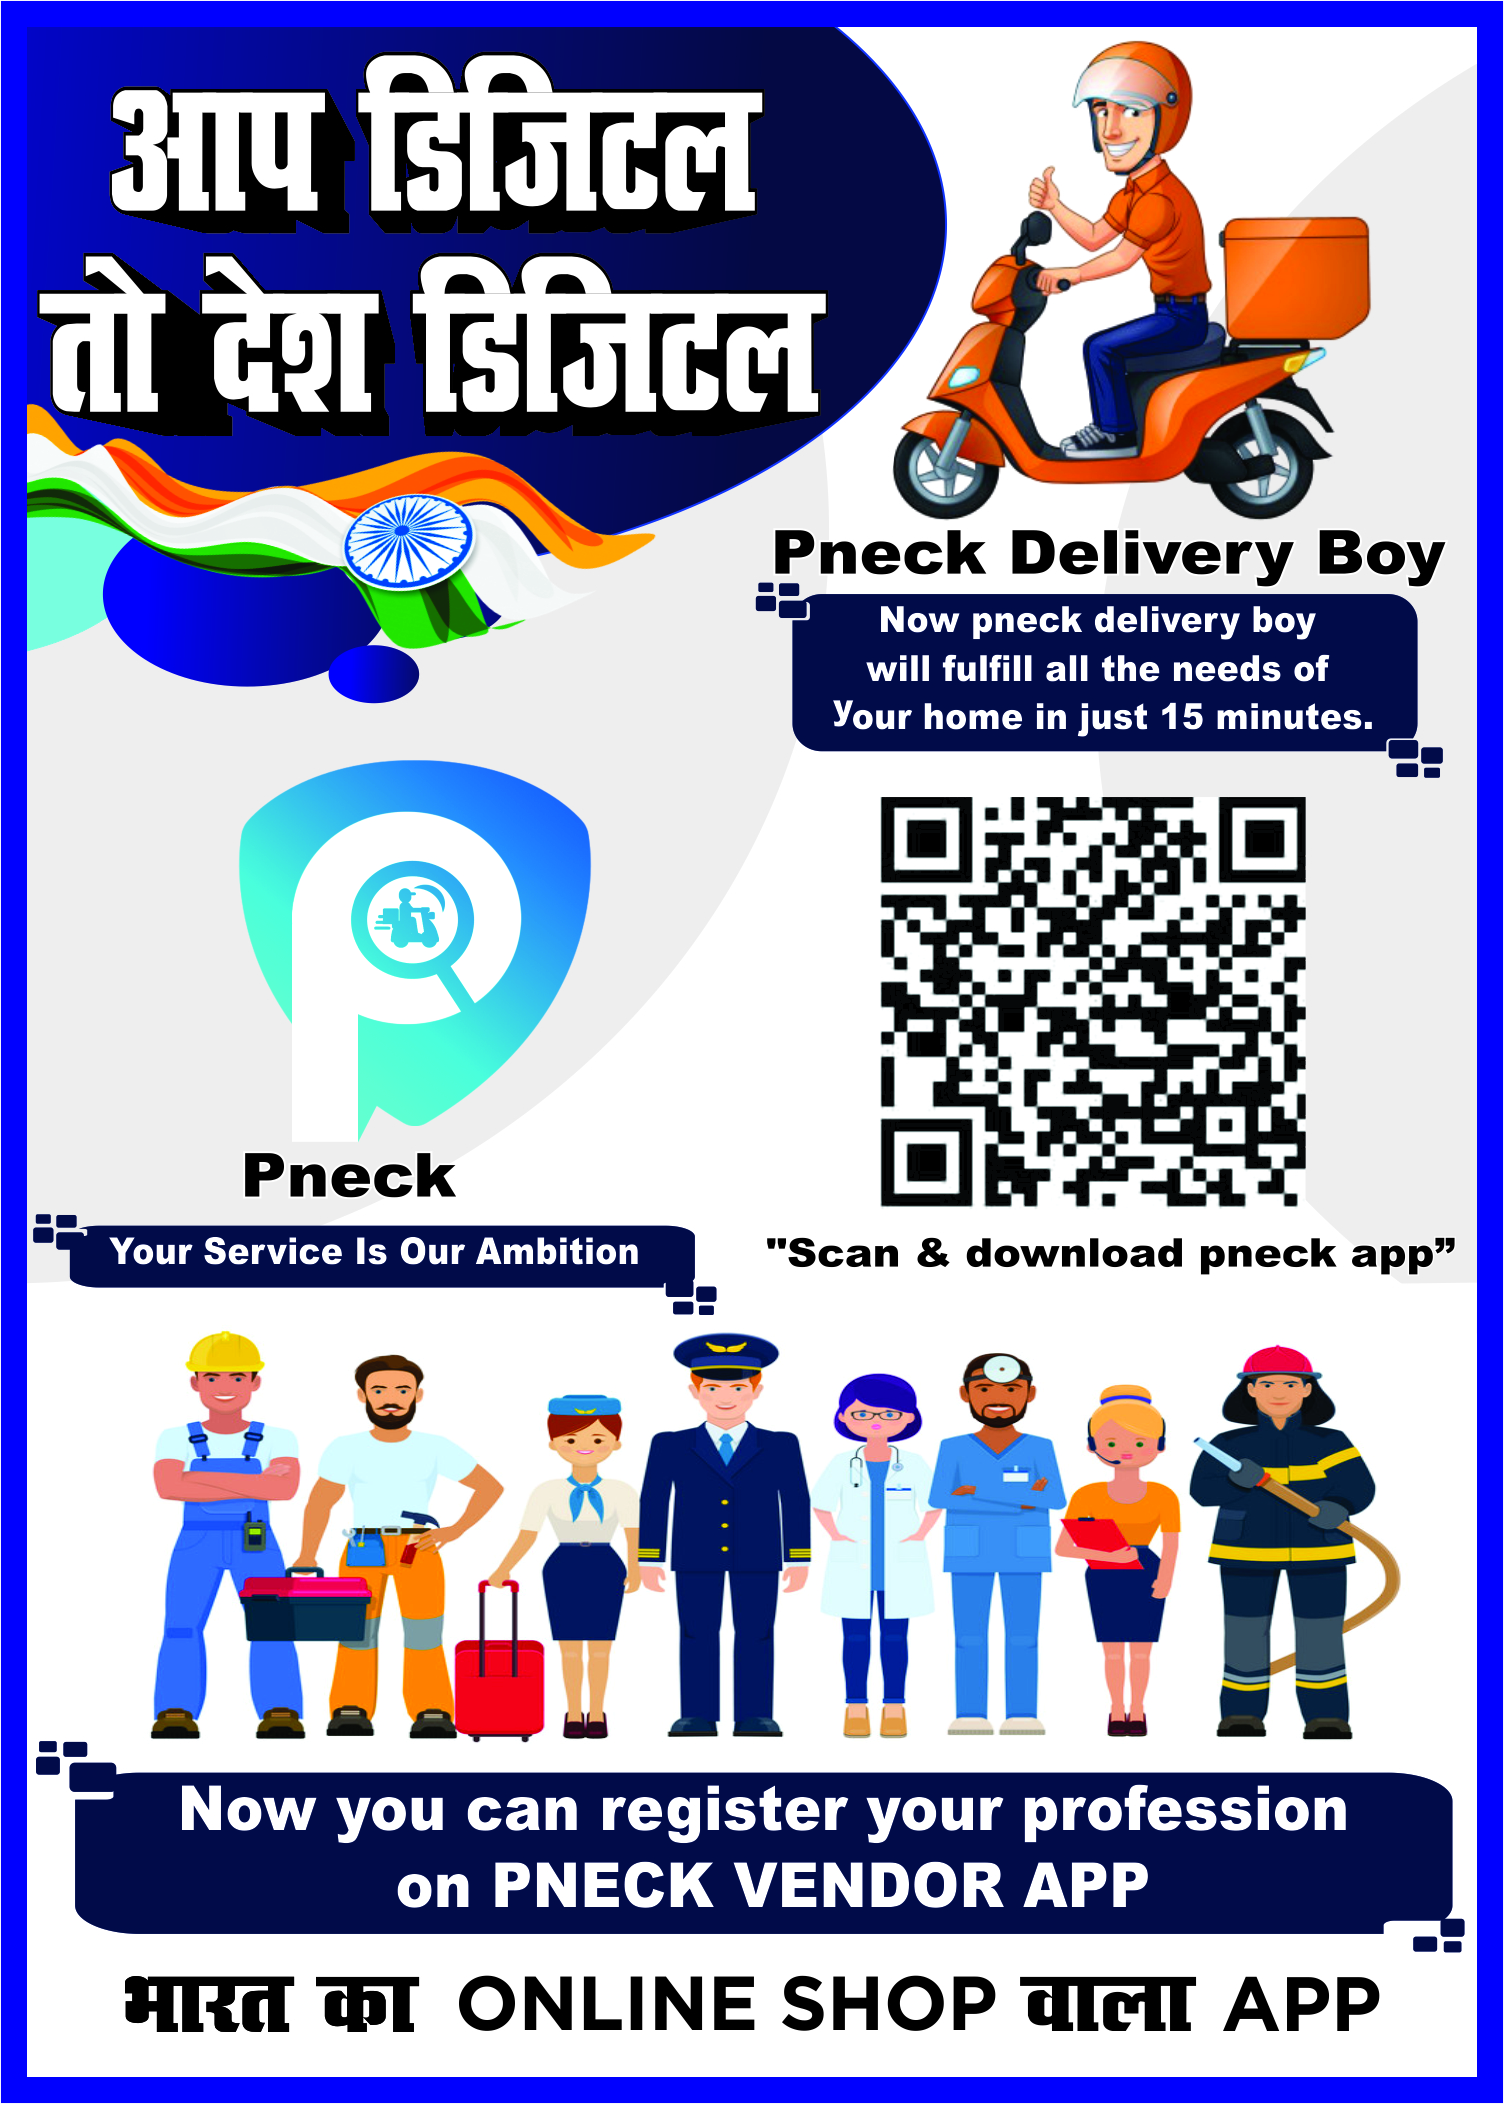 आप डिजिटल
तो देश डिजिटल
Pneck Delivery Boy
Now pneck delivery boy
will fulfill all the needs of
your home in just 15 minutes.
Pneck
Your Service Is Our Ambition
"Scan & download pneck app”
Now you can register your profession
on PNECK VENDOR APP
भारत का ONLINE SHOP वाला APP